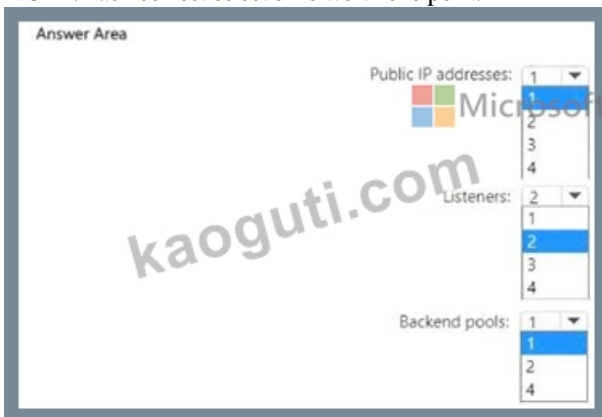 Answer Area
Public IP addresses: 1
1
2
3
4
Microsoft
Listeners: 2
1
2
3
4
kaoguti.com
Backend pools: 1
1
2
4